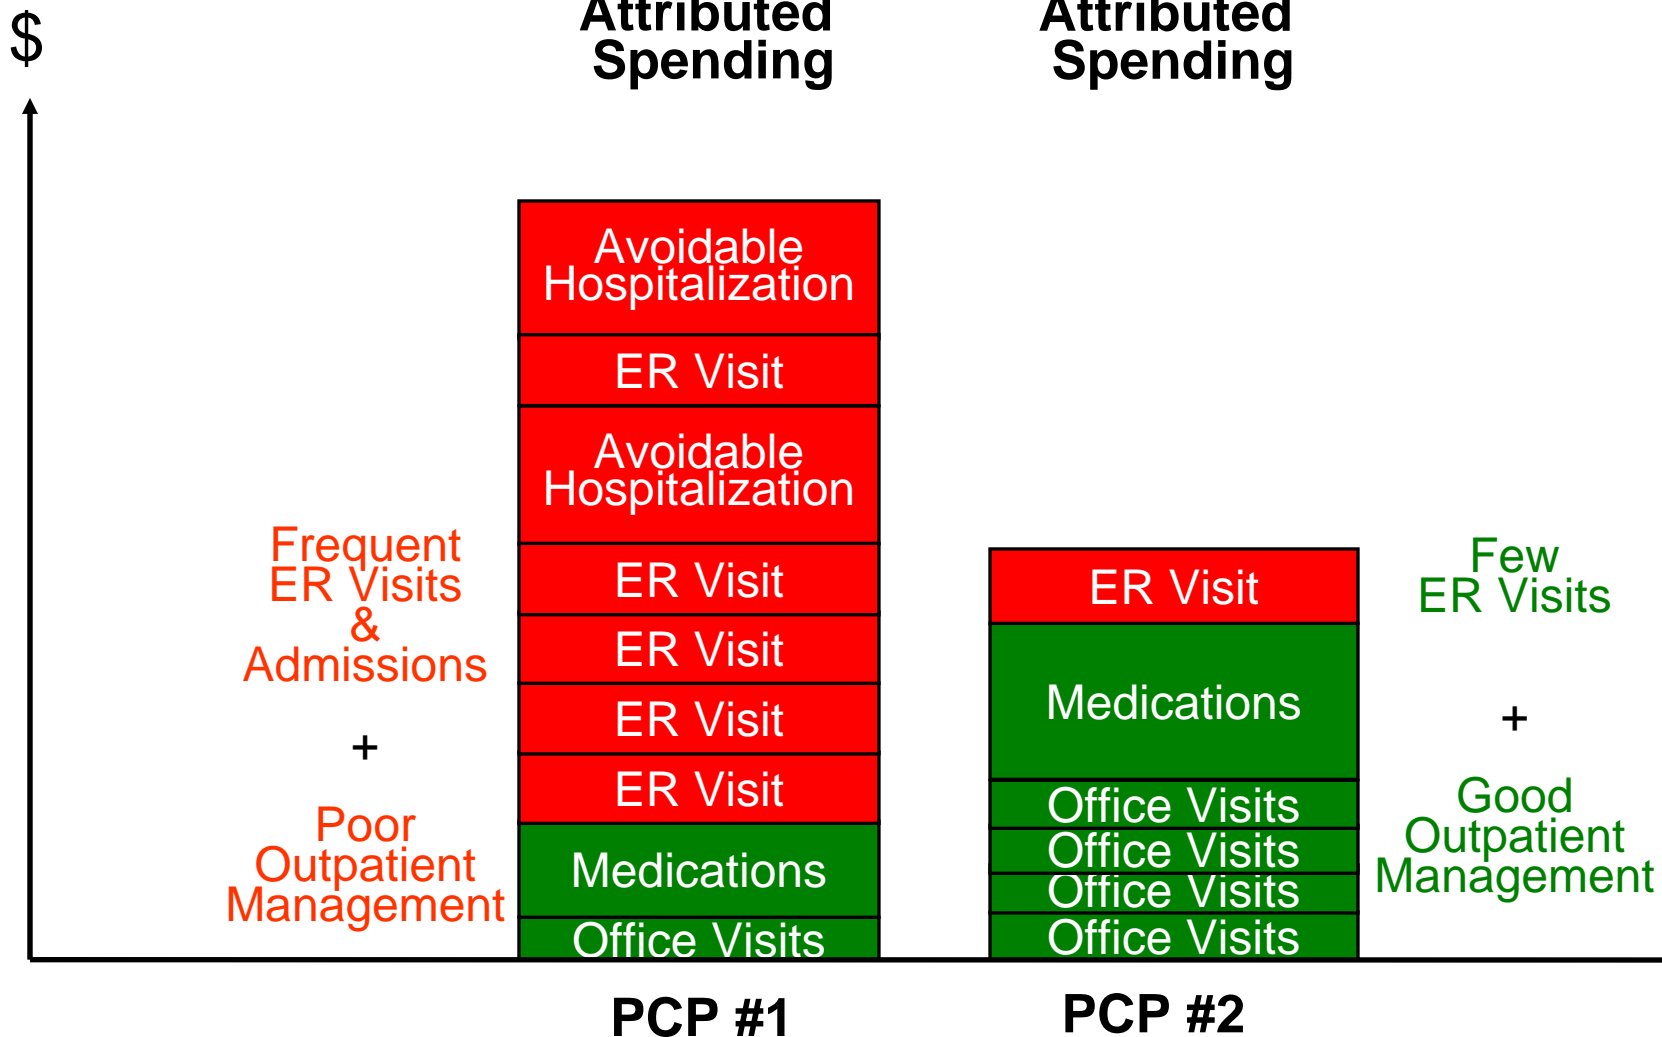 $
Attributed
Spending
Attributed
Spending
Avoidable
Hospitalization
ER Visit
Avoidable
Hospitalization
ER Visit
ER Visit
ER Visit
ER Visit
Medications
Office Visits
Frequent
ER Visits
&
Admissions
+
Poor
Outpatient
Management
ER Visit
Medications
Office Visits
Office Visits
Office Visits
Office Visits
Few
ER Visits
+
Good
Outpatient
Management
PCP #1
PCP #2